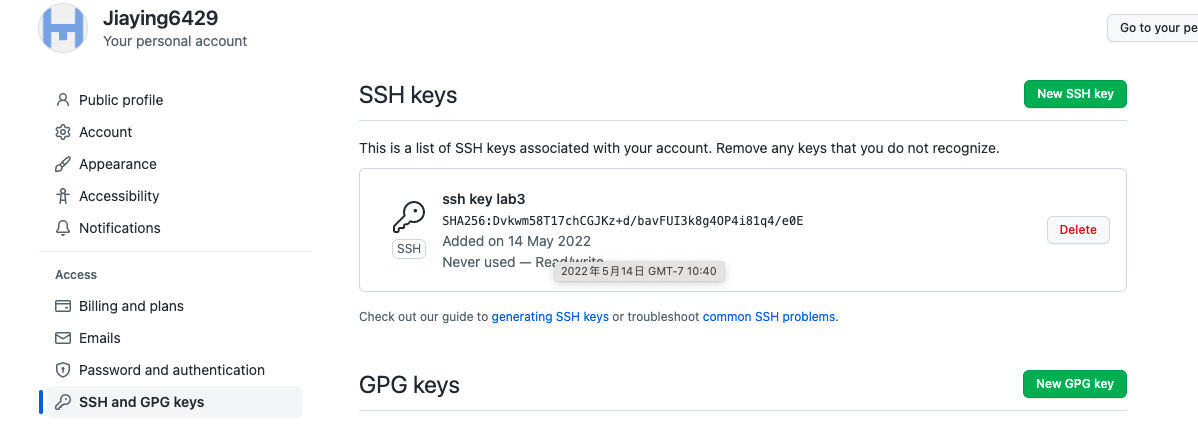 Jiaying6429
Your personal account
Go to your pe
Public profile
Account
Appearance
Accessibility
Notifications
Access
Billing and plans
Emails
Password and authentication
SSH and GPG keys
SSH keys
New SSH key
This is a list of SSH keys associated with your account. Remove any keys that you do not recognize.
SSH
ssh key lab3
SHA256:Dvkwm58T17chCGJKz+d/bavFUI3k8g4OP4i81q4/e0E
Added on 14 May 2022
Never used — Read/write
2022年5月14日 GMT-7 10:40
Delete
Check out our guide to generating SSH keys or troubleshoot common SSH problems.
GPG keys
New GPG key